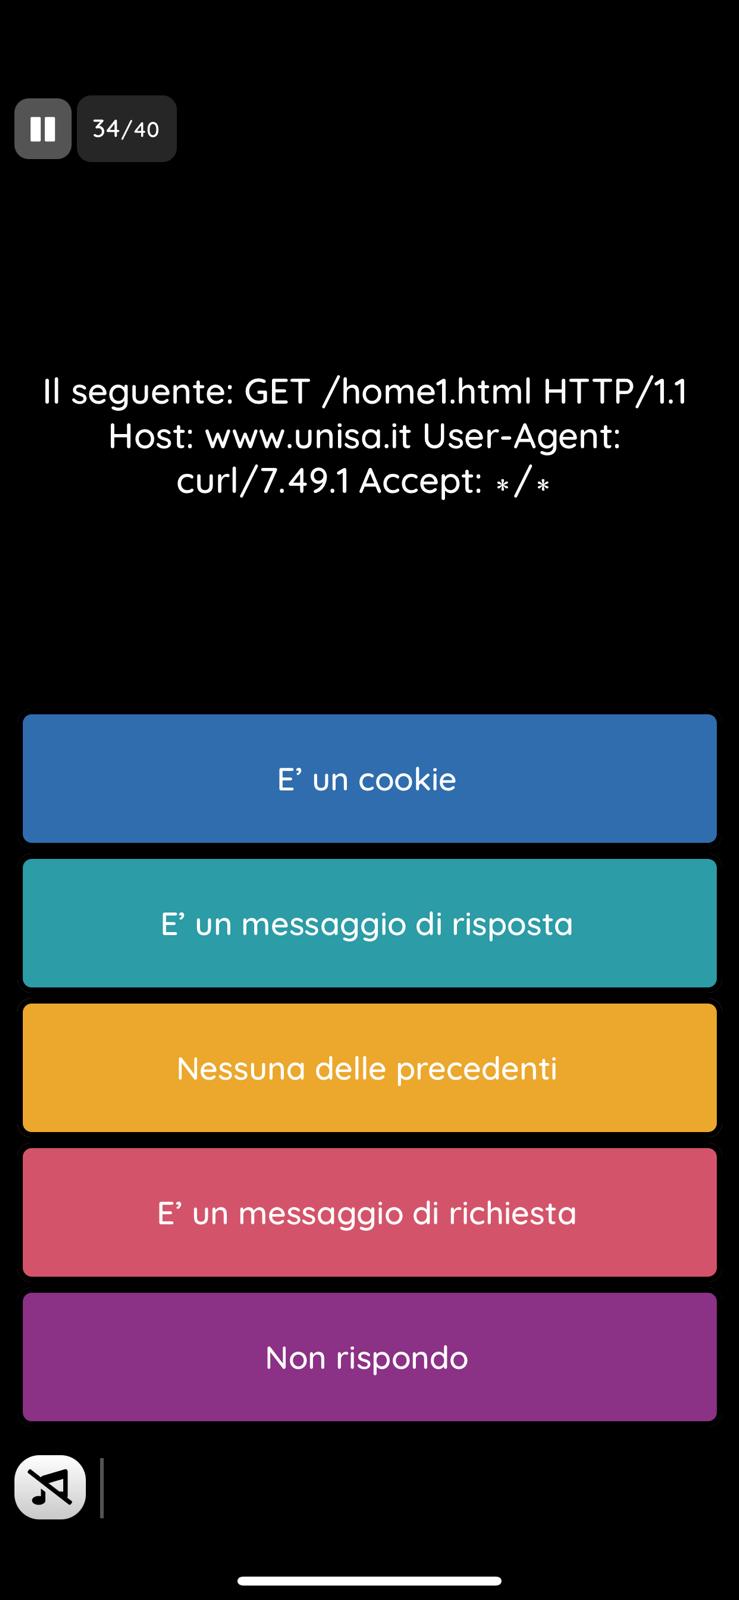 34/40
Il seguente: GET /home1.html HTTP/1.1
Host: www.unisa.it User-Agent:
curl/7.49.1 Accept: */*
E’ un cookie
E’ un messaggio di risposta
Nessuna delle precedenti
E’ un messaggio di richiesta
Non rispondo